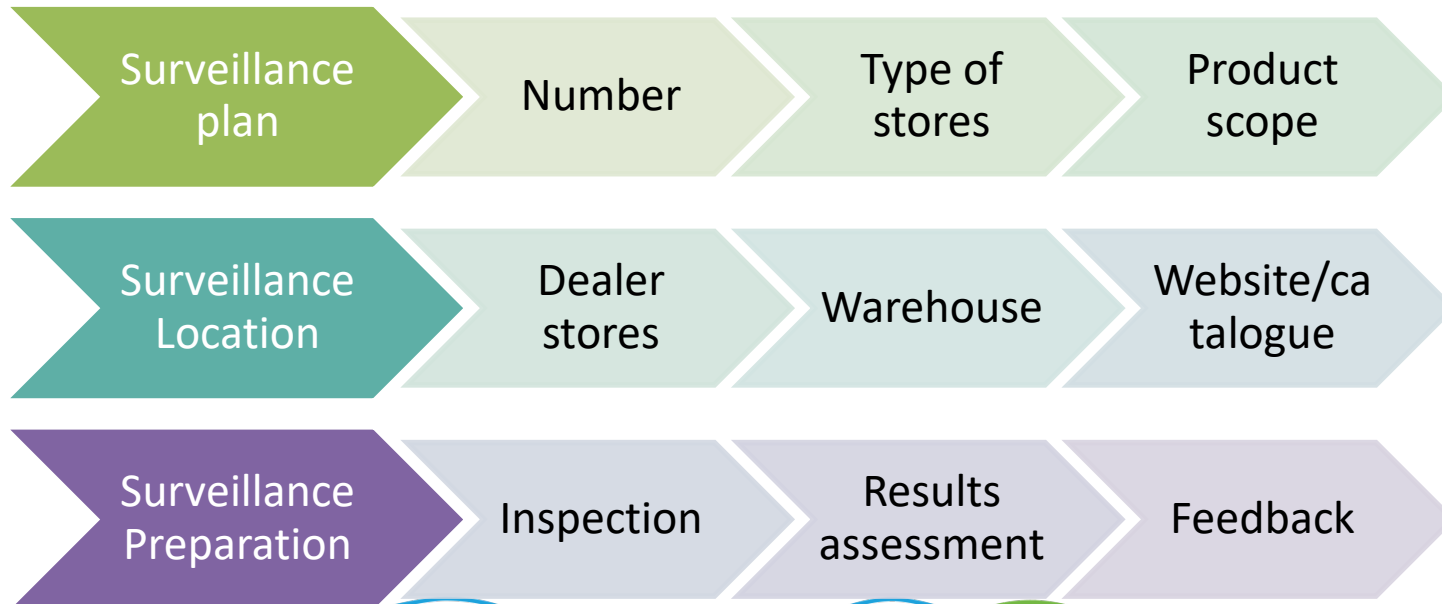 Surveillance
plan
Number
Type of
stores
Product
scope
Surveillance
Location
Dealer
stores
Warehouse
Website/ca
talogue
Surveillance
Preparation
Inspection
Results
assessment
Feedback